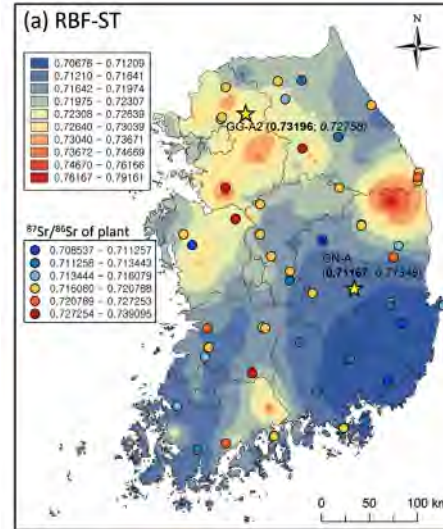 (a) RBF-ST
N
0.70678 - 0.71209
0.71210 - 0.71641
0.71642 - 0.71974
0.71975 - 0.72307
0.72308 - 0.72639
0.72640 - 0.73039
0.73040 - 0.73671
0.73672 - 0.74669
0.74670 - 0.76166
0.76167 - 0.79161
GG-A2 (0.73196; 0.72758)
⁸⁷Sr/⁸⁶Sr of plant
0.708537 - 0.711257
0.711258 - 0.713443
0.713444 - 0.716079
0.716080 - 0.720788
0.720789 - 0.727253
0.727254 - 0.739095
GN-A
(0.71167,
0 50 100 km